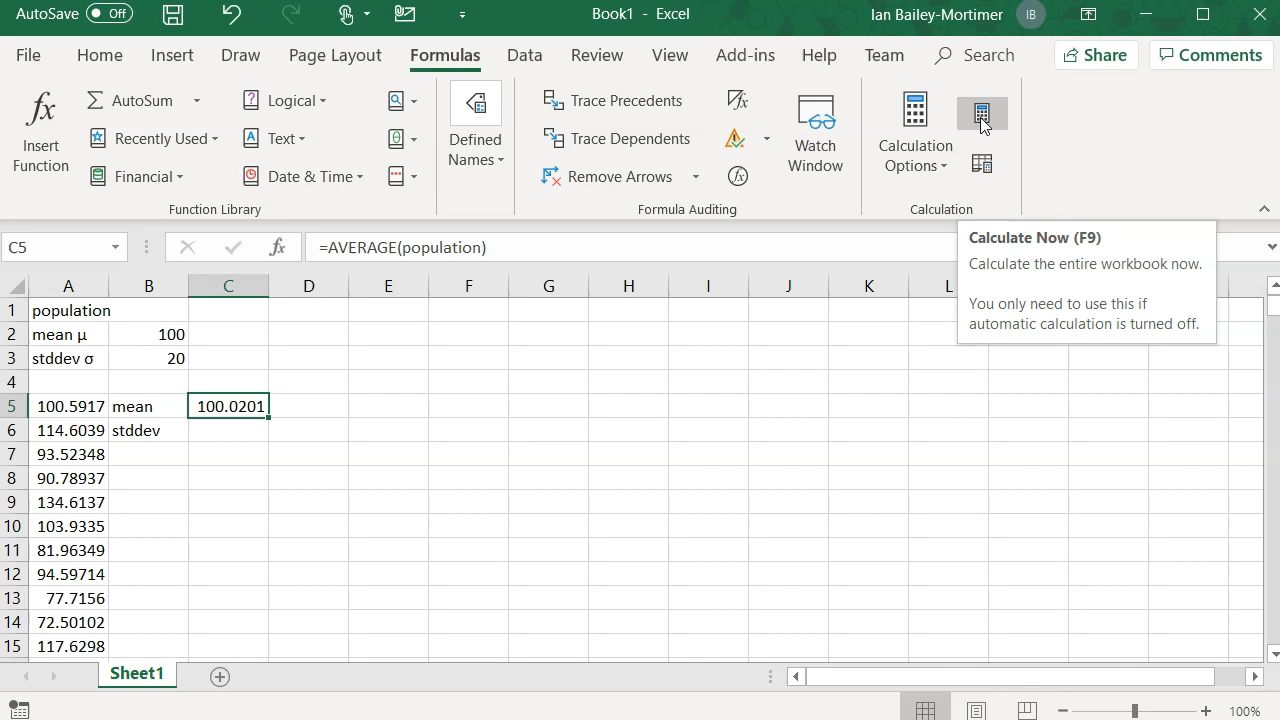 AutoSave Off Book1 - Excel Ian Bailey-Mortimer IB
File Home Insert Draw Page Layout Formulas Data Review View Add-ins Help Team Search Share Comments
fx Insert Function
AutoSum
Recently Used
Financial
Logical
Text
Date & Time
Function Library
Defined Names
Trace Precedents
Trace Dependents
Remove Arrows
Watch Window
Formula Auditing
Calculation Options
Calculation
C5 fx =AVERAGE(population)
Calculate Now (F9)
Calculate the entire workbook now.
You only need to use this if
automatic calculation is turned off.
A B C D E F G H I J K L
1 population
2 mean μ 100
3 stddev σ 20
4
5 100.5917 mean 100.0201
6 114.6039 stddev
7 93.52348
8 90.78937
9 134.6137
10 103.9335
11 81.96349
12 94.59714
13 77.7156
14 72.50102
15 117.6298
Sheet1
100%